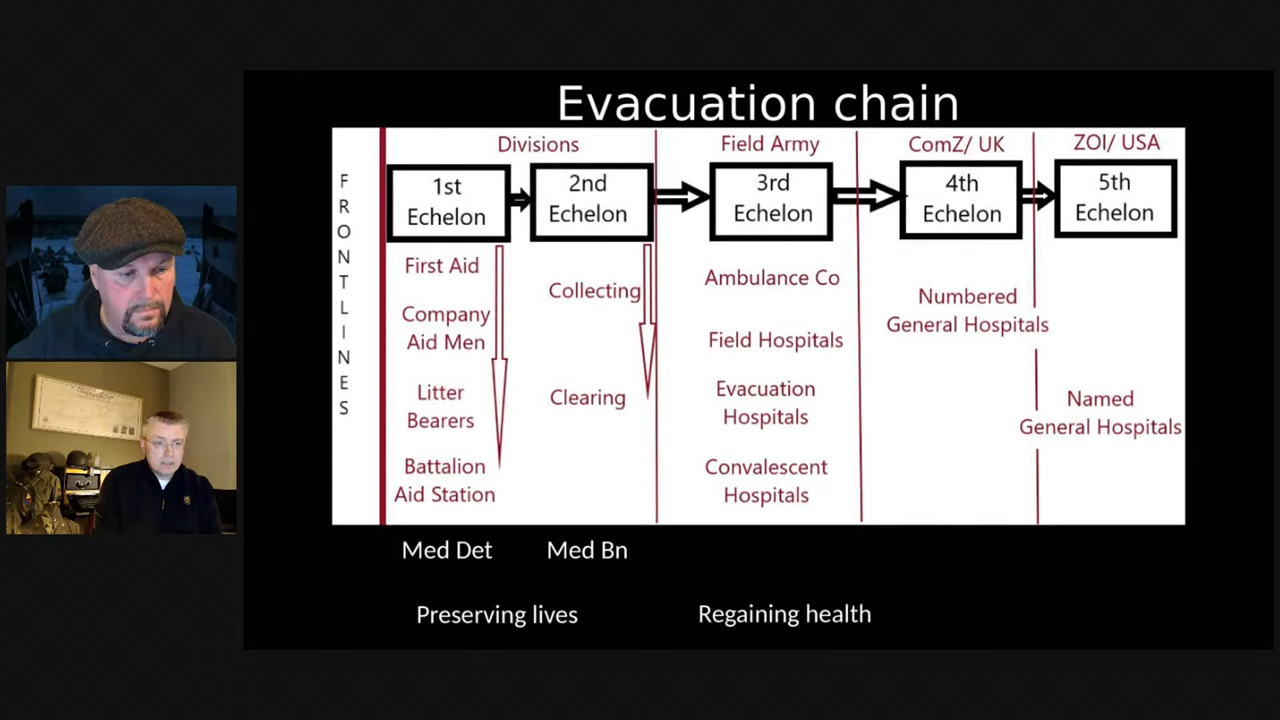 Evacuation chain
FRONTLINES
Divisions
Field Army
ComZ/ UK
ZOI/ USA
1st
Echelon
2nd
Echelon
3rd
Echelon
4th
Echelon
5th
Echelon
First Aid
Company
Aid Men
Litter
Bearers
Battalion
Aid Station
Collecting
Clearing
Ambulance Co
Field Hospitals
Evacuation
Hospitals
Convalescent
Hospitals
Numbered
General Hospitals
Named
General Hospitals
Med Det
Med Bn
Preserving lives
Regaining health